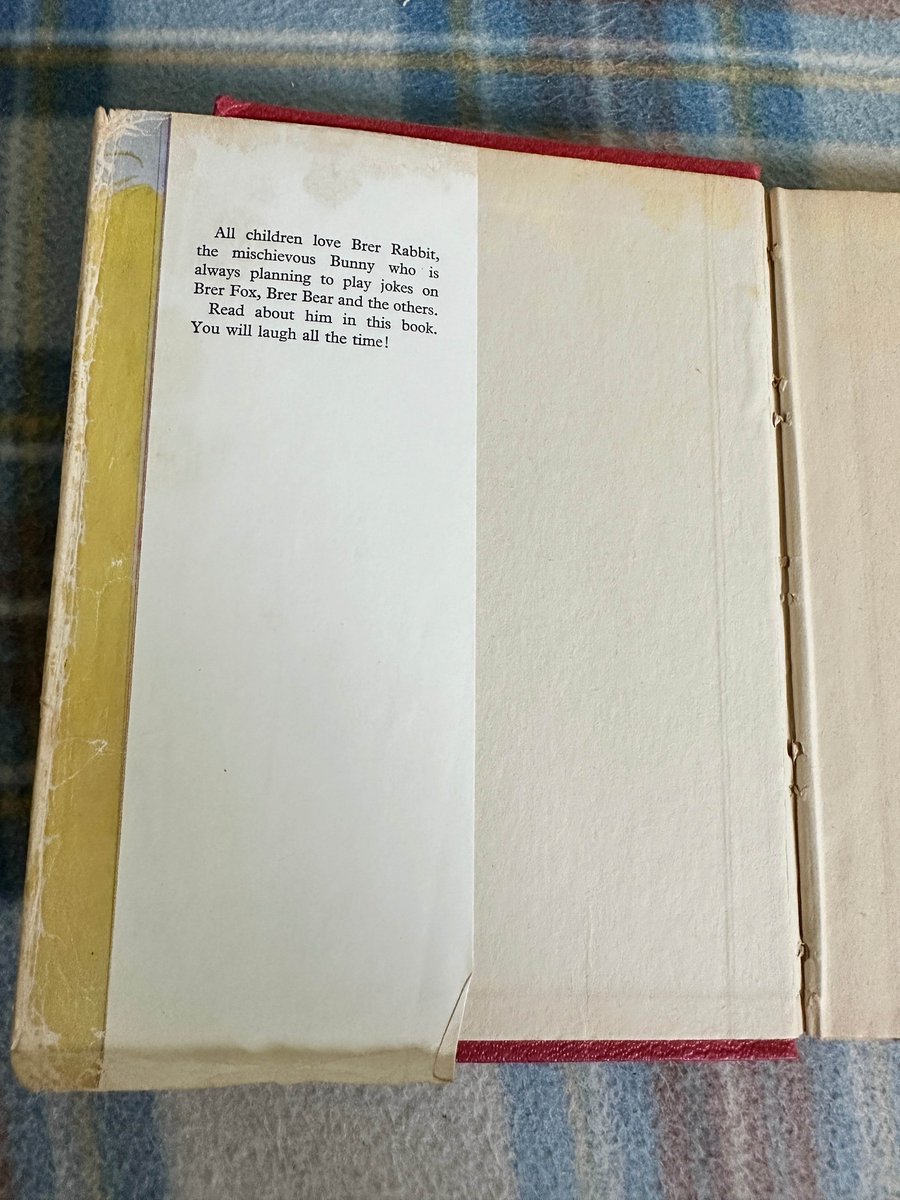 All children love Brer Rabbit,
the mischievous Bunny who is
always planning to play jokes on
Brer Fox, Brer Bear and the others.
Read about him in this book.
You will laugh all the time!